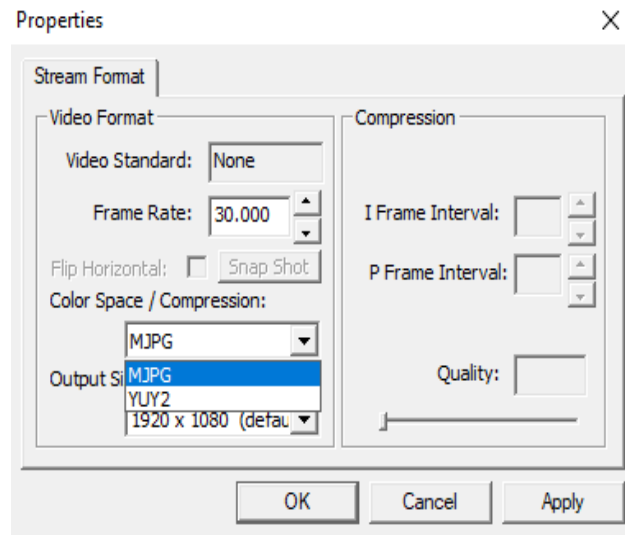 Properties
Stream Format
Video Format
Video Standard: None
Frame Rate: 30.000
Flip Horizontal: Snap Shot
Color Space / Compression:
MJPG
MJPG
YUY2
Output Si
1920 x 1080 (defau
Compression
I Frame Interval:
P Frame Interval:
Quality:
OK Cancel Apply